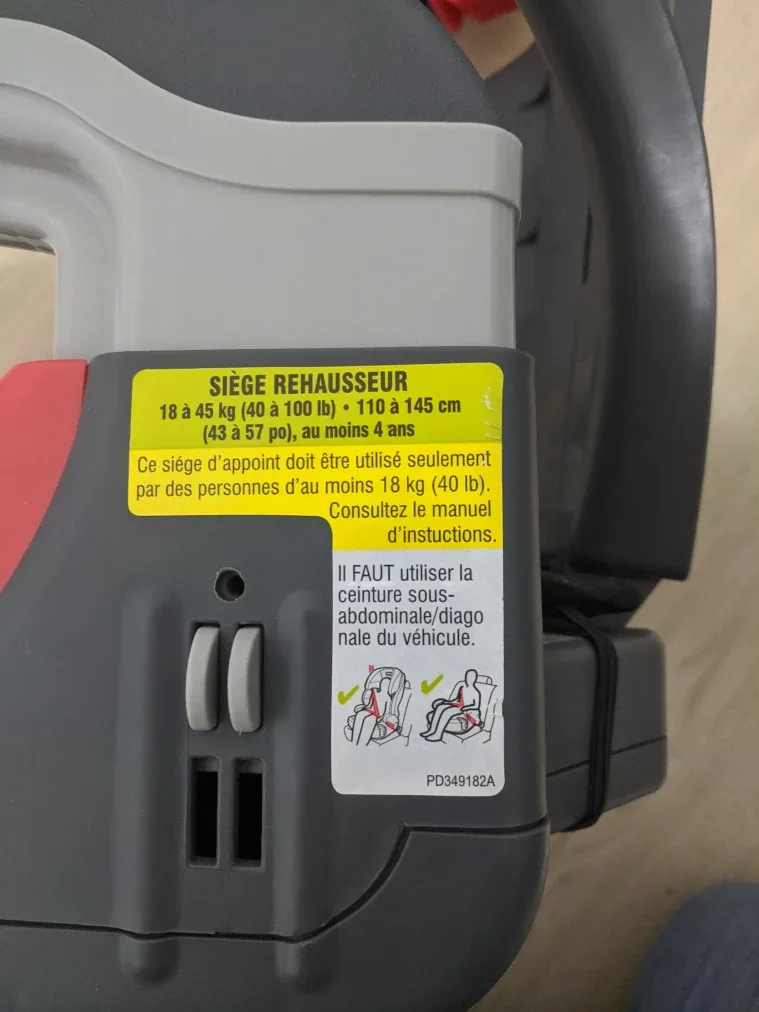 SIÈGE REHAUSSEUR
18 à 45 kg (40 à 100 lb) • 110 à 145 cm
(43 à 57 po), au moins 4 ans
Ce siége d'appoint doit être utilisé seulement
par des personnes d'au moins 18 kg (40 lb).
Consultez le manuel
d'instuctions.
Il FAUT utiliser la
ceinture sous-
abdominale/diago
nale du véhicule.
PD349182A